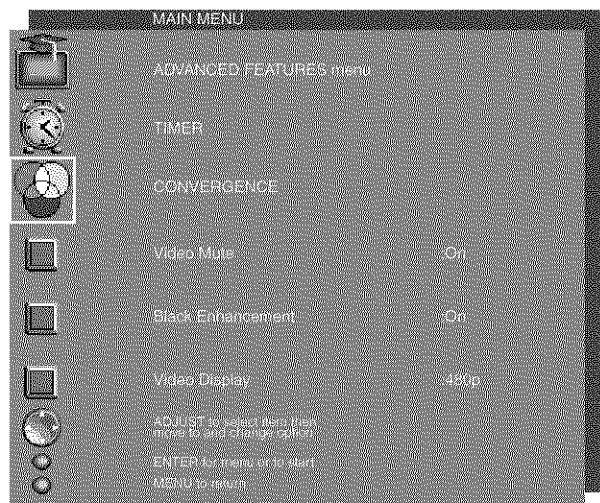 MAIN MENU
ADVANCED FEATURES menu
TIMER
CONVERGENCE
Video Mute :On
Black Enhancement :On
Video Display :480p
ADJUST to select item then
move to and change option
ENTER for menu or to start
MENU to return